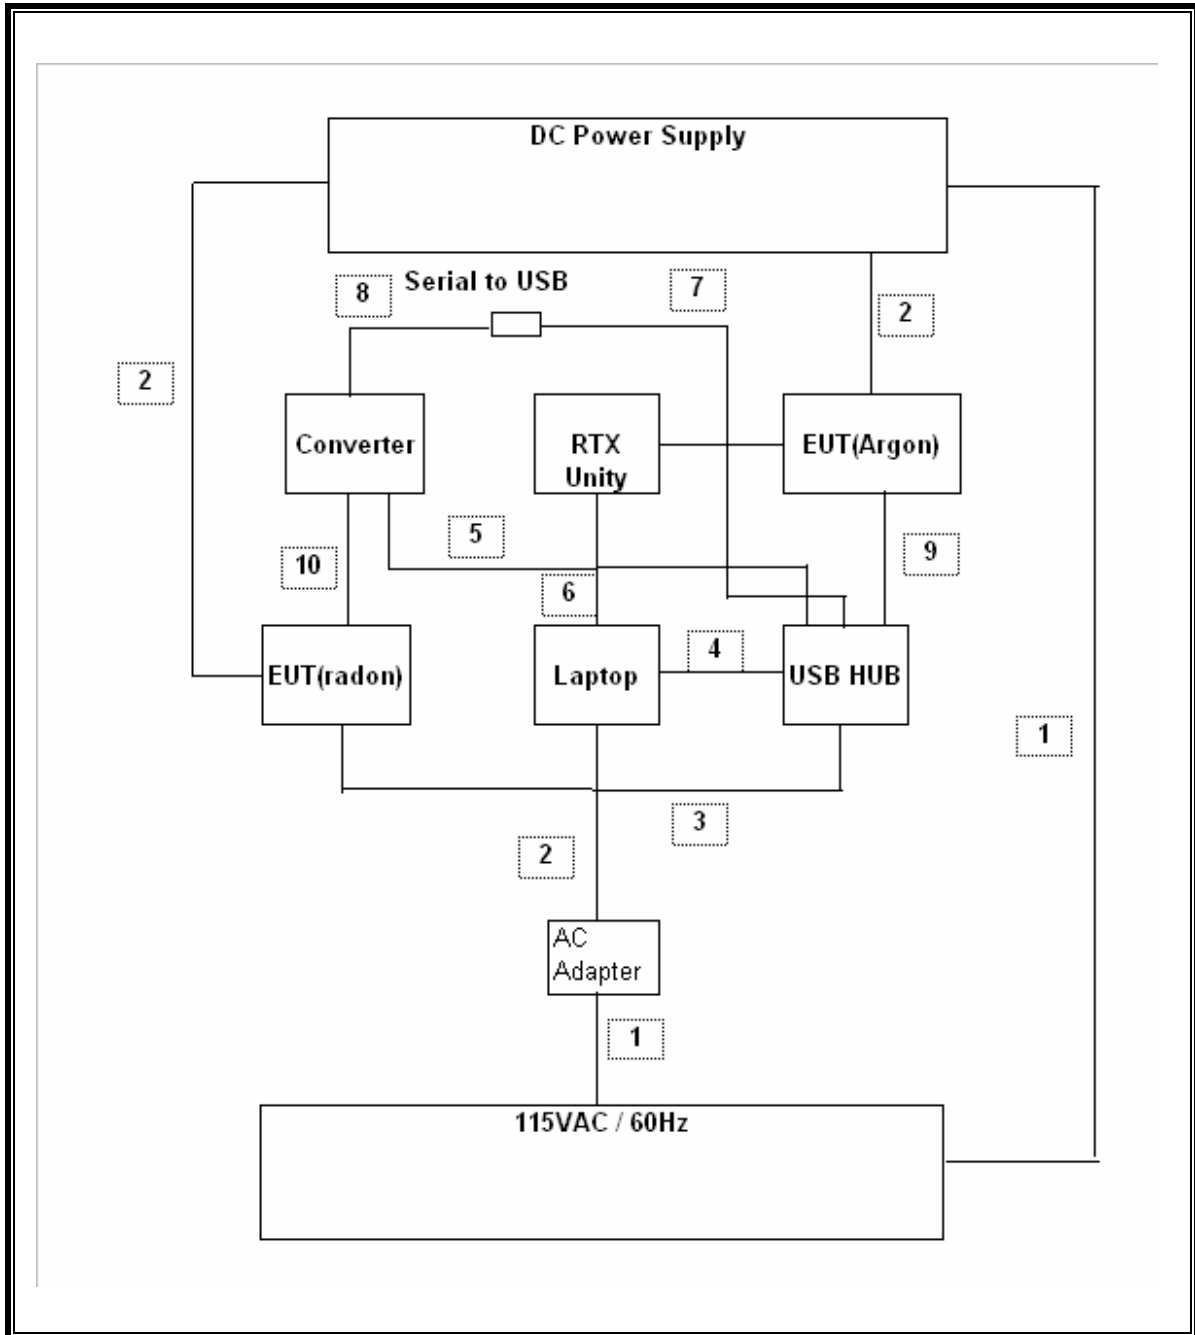 DC Power Supply
8
Serial to USB
7
2
2
Converter
RTX
Unity
EUT(Argon)
5
10
6
9
EUT(radon)
Laptop
4
USB HUB
1
3
2
AC
Adapter
1
115VAC / 60Hz